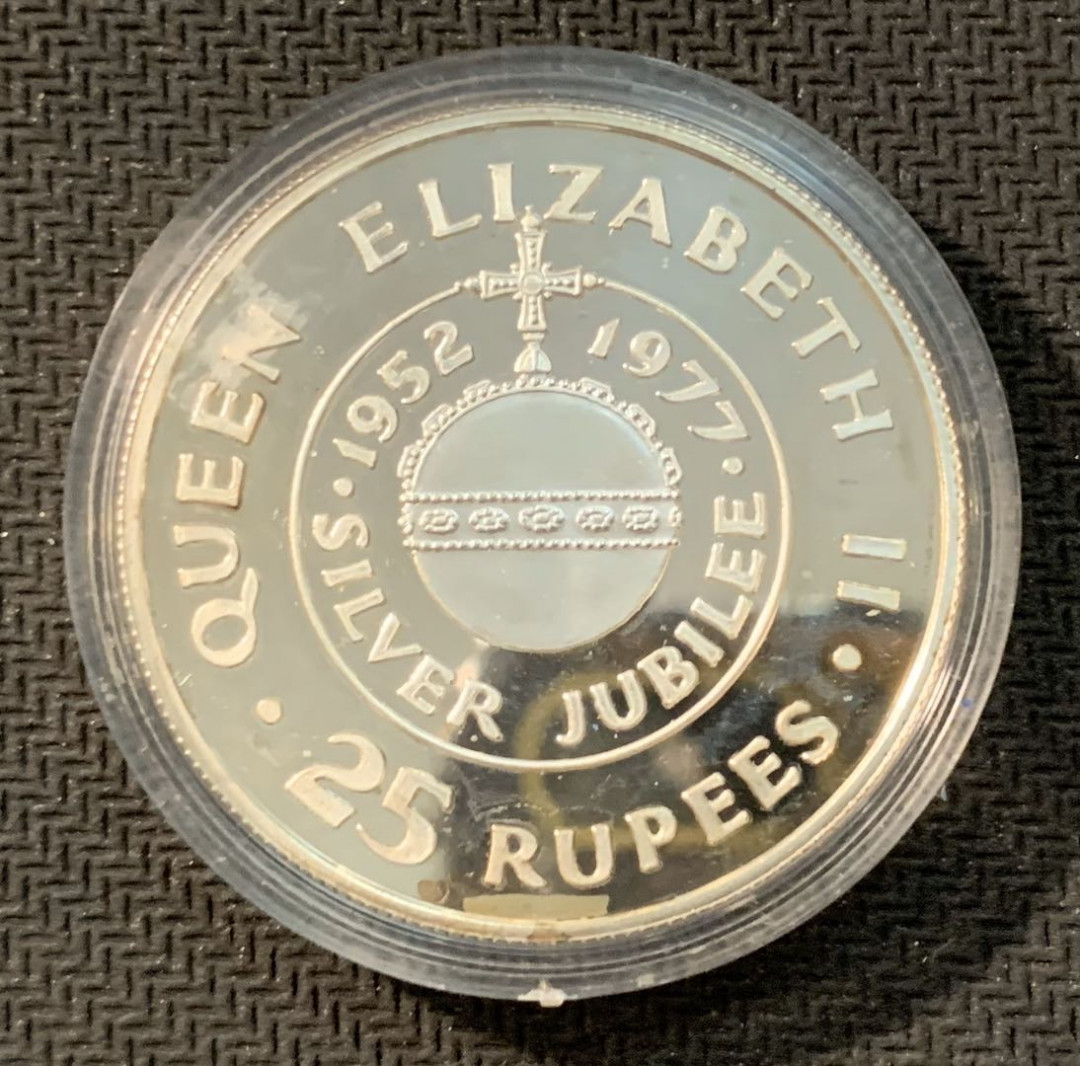 QUEEN ELIZABETH II
1952 1977
· SILVER JUBILEE ·
· 25 RUPEES ·